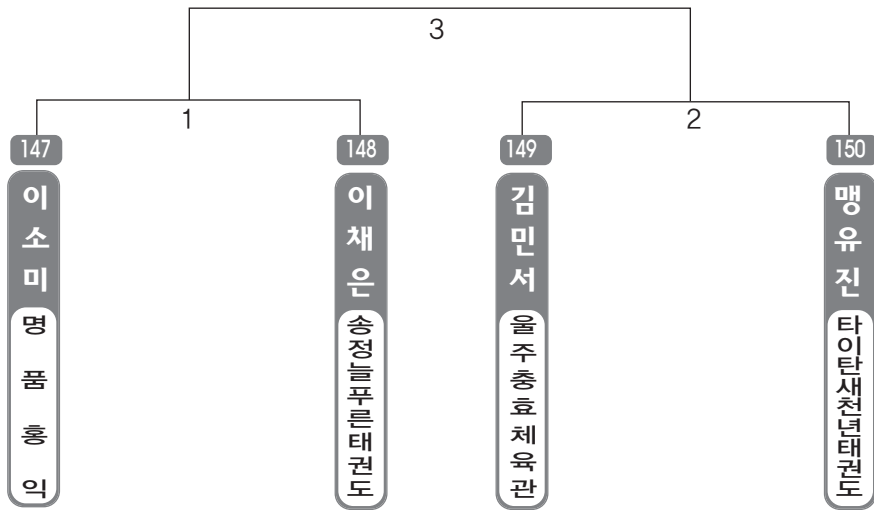 3
1
2
147
148
149
150
이소미
이채은
김민서
맹유진
명품홍익
송정늘푸른태권도
울주충효체육관
타이탄새천년태권도